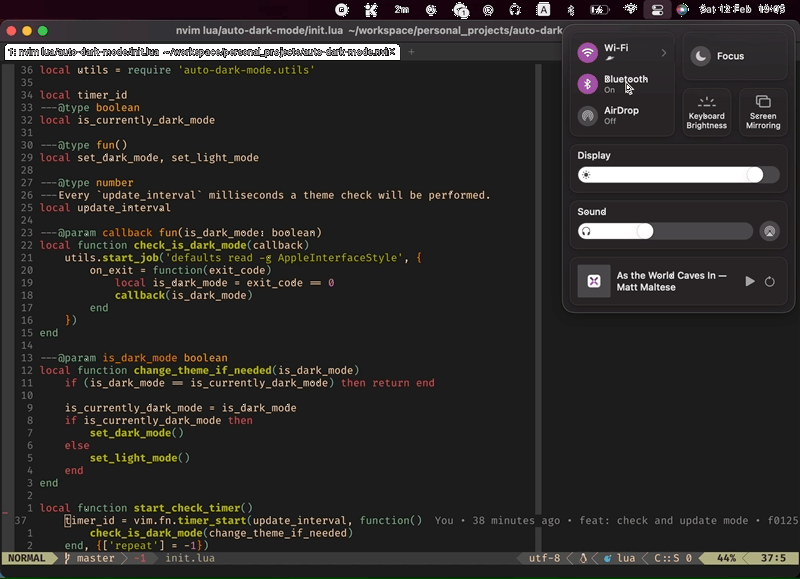 2m
A
Sat 12 Feb
nvim lua/auto-dark-mode/init.lua ~/workspace/personal_projects/auto-dark
1: nvim lua/auto-dark-mode/init.lua ~/workspace/personal_projects/auto-dark-mode.nvim
+
36 local utils = require 'auto-dark-mode.utils'
35
34 local timer_id
33 ---@type boolean
32 local is_currently_dark_mode
31
30 ---@type fun()
29 local set_dark_mode, set_light_mode
28
27 ---@type number
26 ---Every `update_interval` milliseconds a theme check will be performed.
25 local update_interval
24
23 ---@param callback fun(is_dark_mode: boolean)
22 local function check_is_dark_mode(callback)
21 utils.start_job('defaults read -g AppleInterfaceStyle', {
20 on_exit = function(exit_code)
19 local is_dark_mode = exit_code == 0
18 callback(is_dark_mode)
17 end
16 })
15 end
14
13 ---@param is_dark_mode boolean
12 local function change_theme_if_needed(is_dark_mode)
11 if (is_dark_mode == is_currently_dark_mode) then return end
10
9 is_currently_dark_mode = is_dark_mode
8 if is_currently_dark_mode then
7 set_dark_mode()
6 else
5 set_light_mode()
4 end
3 end
2
1 local function start_check_timer()
37 timer_id = vim.fn.timer_start(update_interval, function() You • 38 minutes ago • feat: check and update mode • f0125
1 check_is_dark_mode(change_theme_if_needed)
2 end, {['repeat'] = -1})
NORMAL master -1 init.lua utf-8 lua C::S 0 44% 37:5
Wi-Fi
Bluetooth
On
AirDrop
Off
Focus
Keyboard
Brightness
Screen
Mirroring
Display
Sound
As the World Caves In —
Matt Maltese